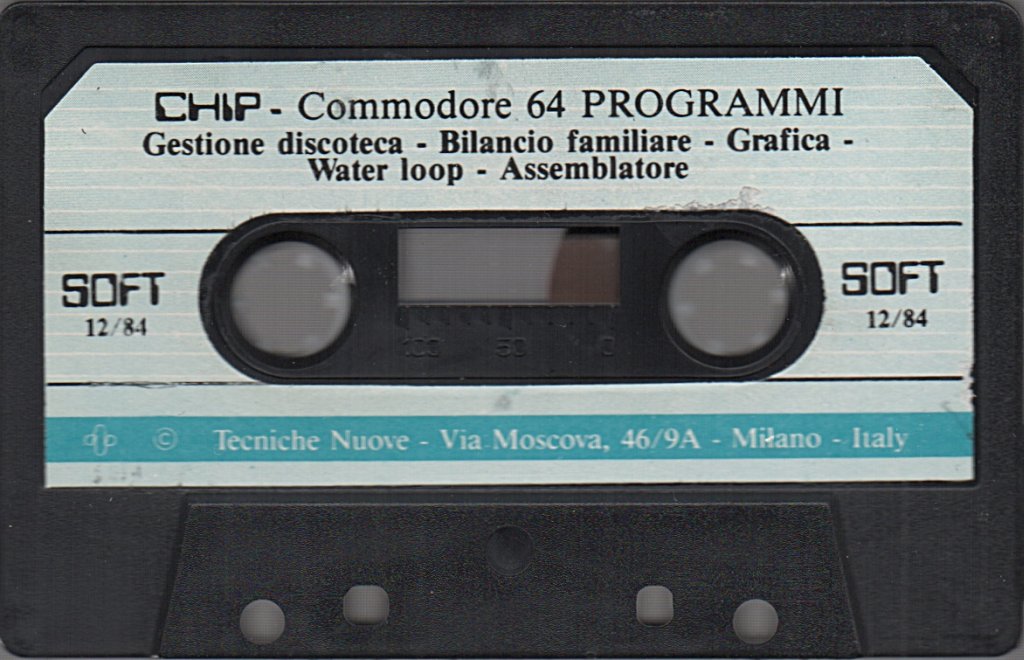 CHIP - Commodore 64 PROGRAMMI
Gestione discoteca - Bilancio familiare - Grafica -
Water loop - Assemblatore
SOFT
12/84
SOFT
12/84
100 50 0
© Tecniche Nuove - Via Moscova, 46/9A - Milano - Italy